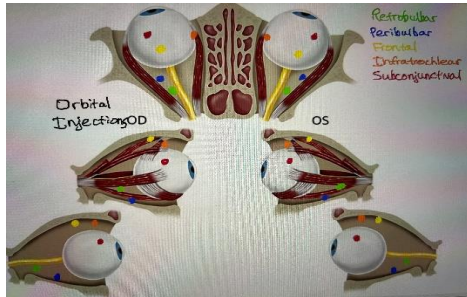 Retrobulbar
Peribulbar
Frontal
Infratrochlear
Subconjunctival
Orbital
Injections OD
OS